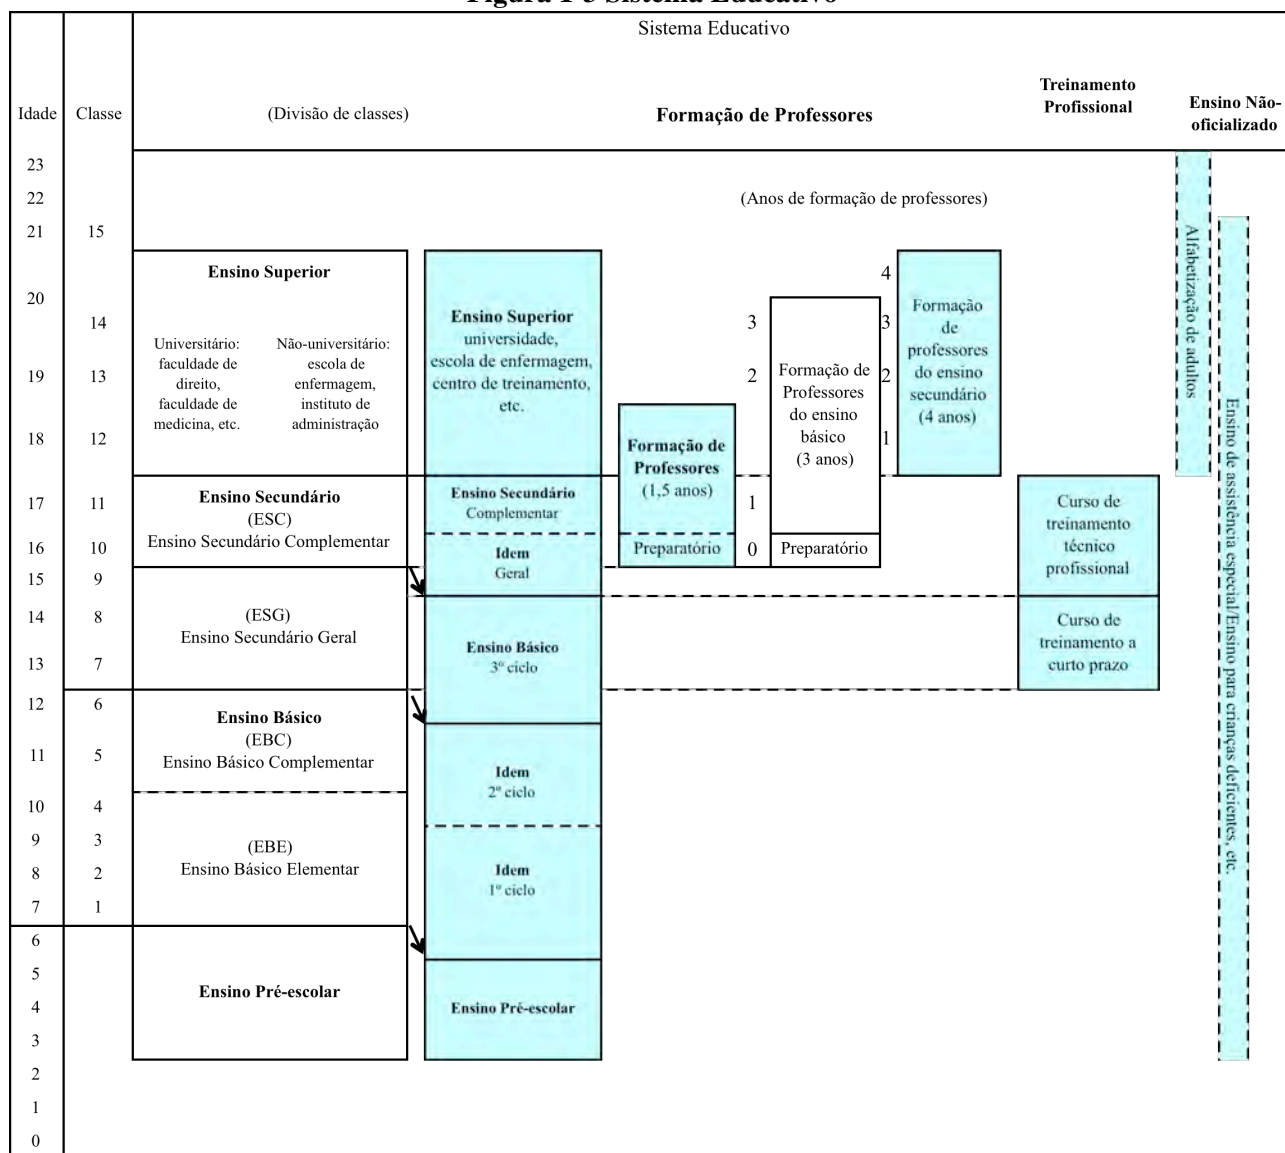 Figura 1-3 Sistema Educativo
Sistema Educativo
Idade
Classe
(Divisão de classes)
Formação de Professores
Treinamento
Profissional
Ensino Não-
oficializado
23
22
(Anos de formação de professores)
21
15
20
14
19
13
18
12
17
11
16
10
15
9
14
8
13
7
12
6
11
5
10
4
9
3
8
2
7
1
6
5
4
3
2
1
0
Ensino Superior
Universitário:
faculdade de
direito,
faculdade de
medicina, etc.
Não-universitário:
escola de
enfermagem,
instituto de
administração
Ensino Secundário
(ESC)
Ensino Secundário Complementar
(ESG)
Ensino Secundário Geral
Ensino Básico
(EBC)
Ensino Básico Complementar
(EBE)
Ensino Básico Elementar
Ensino Pré-escolar
Ensino Superior
universidade,
escola de enfermagem,
centro de treinamento,
etc.
Ensino Secundário
Complementar
Idem
Geral
Ensino Básico
3º ciclo
Idem
2º ciclo
Idem
1º ciclo
Ensino Pré-escolar
Formação de
Professores
(1,5 anos)
Preparatório
3
2
1
0
Formação de
Professores
do ensino
básico
(3 anos)
Preparatório
4
3
2
1
Formação
de
professores
do ensino
secundário
(4 anos)
Curso de
treinamento
técnico
profissional
Curso de
treinamento a
curto prazo
Alfabetização de adultos
Ensino de assistência especial/Ensino para crianças deficientes, etc.